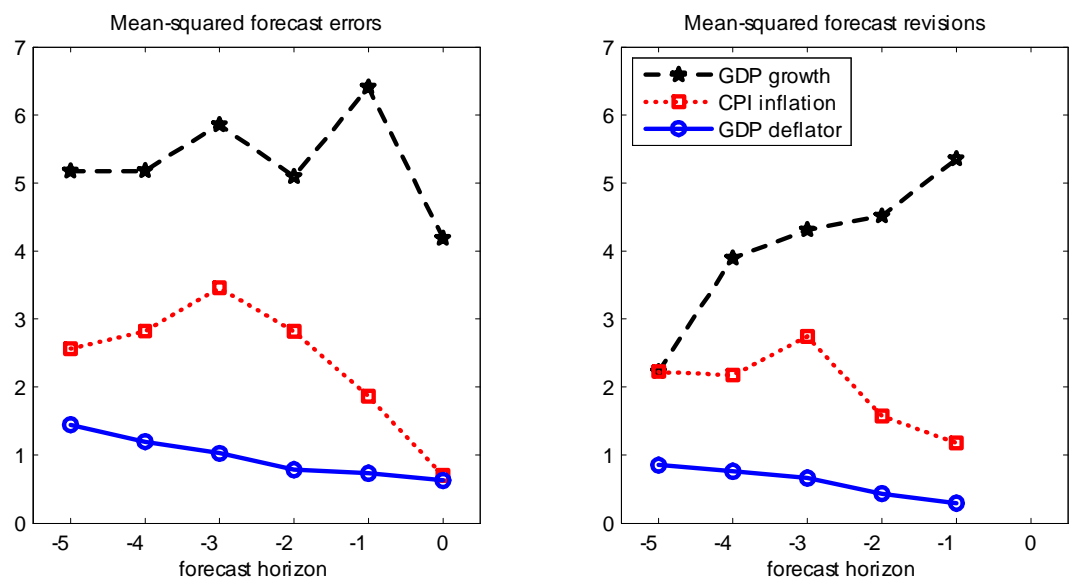 Mean-squared forecast errors
7
6
5
4
3
2
1
0
-5 -4 -3 -2 -1 0
forecast horizon
Mean-squared forecast revisions
GDP growth
CPI inflation
GDP deflator
7
6
5
4
3
2
1
0
-5 -4 -3 -2 -1 0
forecast horizon